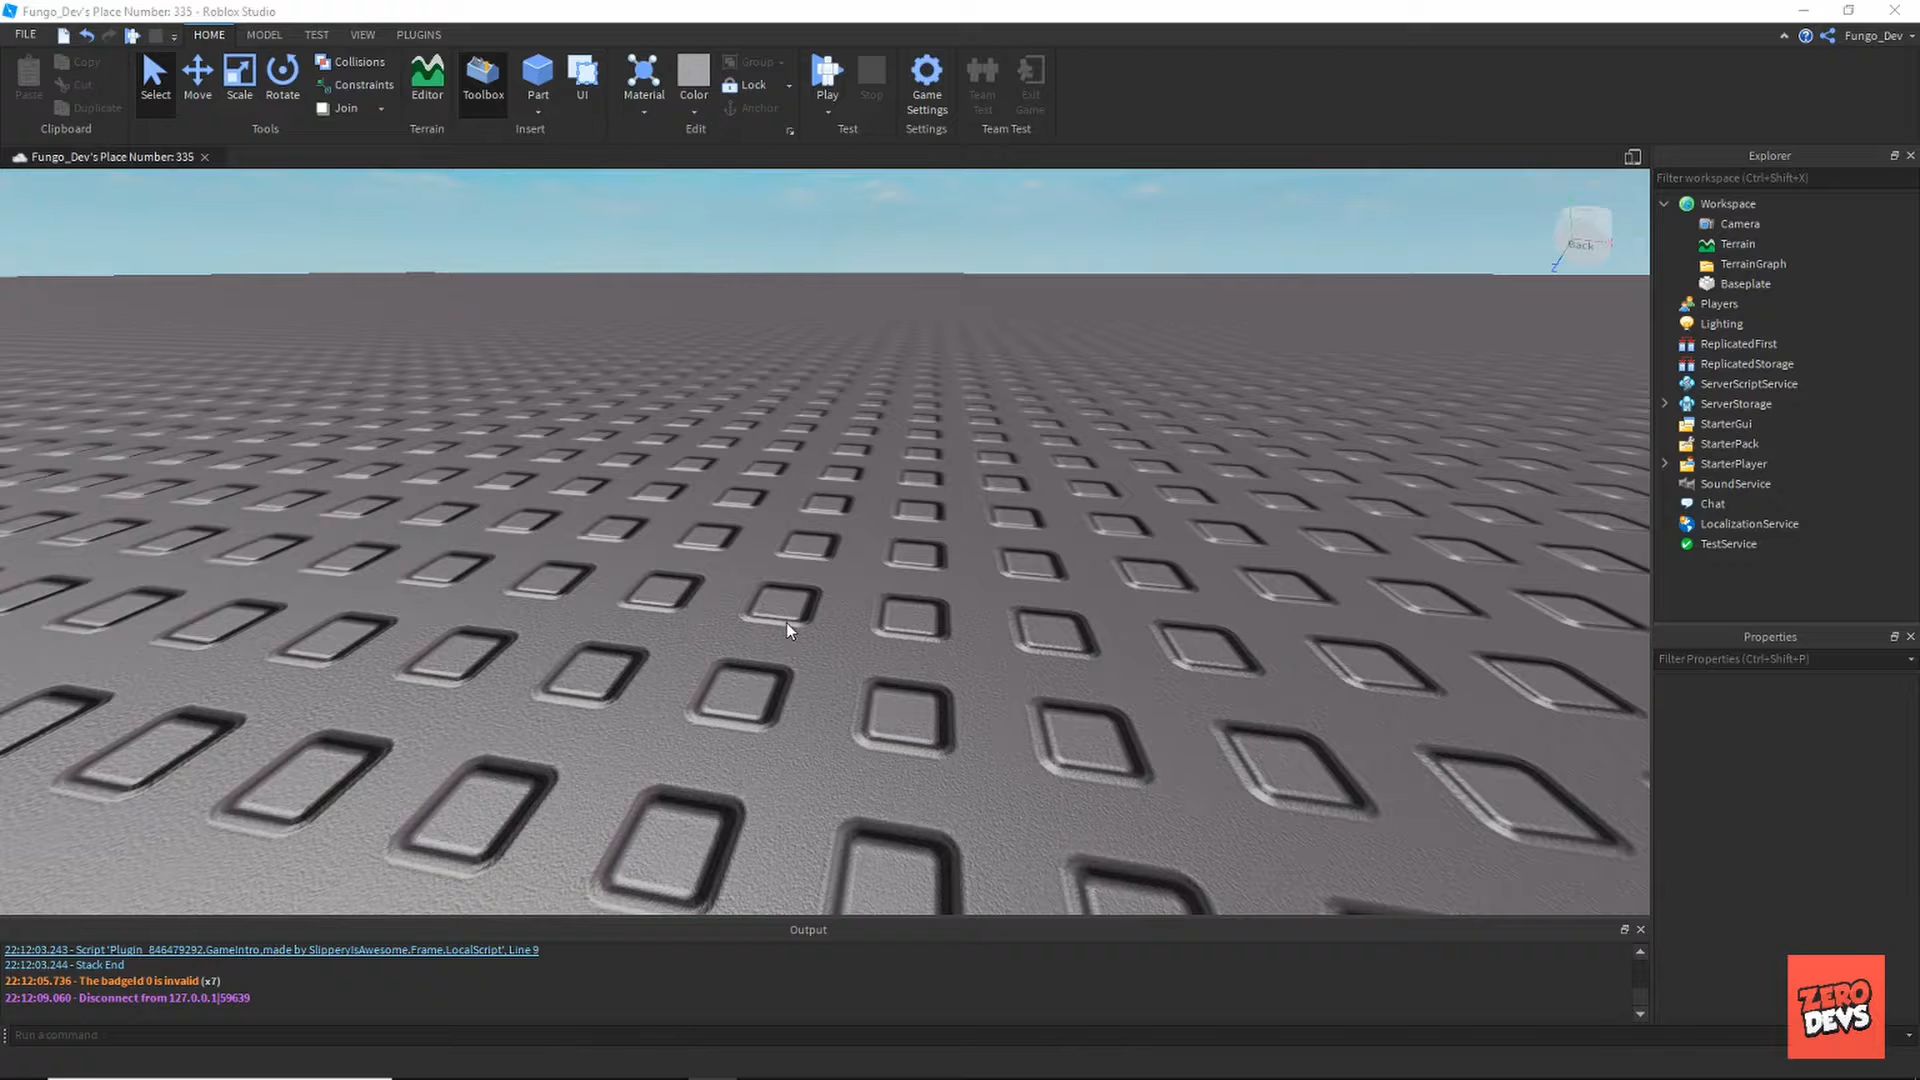 Fungo_Dev's Place Number: 335 - Roblox Studio
FILE HOME MODEL TEST VIEW PLUGINS Fungo_Dev
Paste Copy Cut Duplicate Clipboard
Select Move Scale Rotate Collisions Constraints Join Tools
Editor Terrain
Toolbox Part UI Insert
Material Color Group Lock Anchor Edit
Play Stop Test
Game Settings Settings
Team Test Exit Game Team Test
Fungo_Dev's Place Number: 335
Back
Z
Explorer
Filter workspace (Ctrl+Shift+X)
Workspace
Camera
Terrain
TerrainGraph
Baseplate
Players
Lighting
ReplicatedFirst
ReplicatedStorage
ServerScriptService
ServerStorage
StarterGui
StarterPack
StarterPlayer
SoundService
Chat
LocalizationService
TestService
Properties
Filter Properties (Ctrl+Shift+P)
Output
22:12:03.243 - Script 'Plugin_846479292.GameIntro,made by SlipperyIsAwesome.Frame.LocalScript', Line 9
22:12:03.244 - Stack End
22:12:05.736 - The badgeId 0 is invalid (x7)
22:12:09.060 - Disconnect from 127.0.0.1|59639
Run a command
ZERO
DEVS